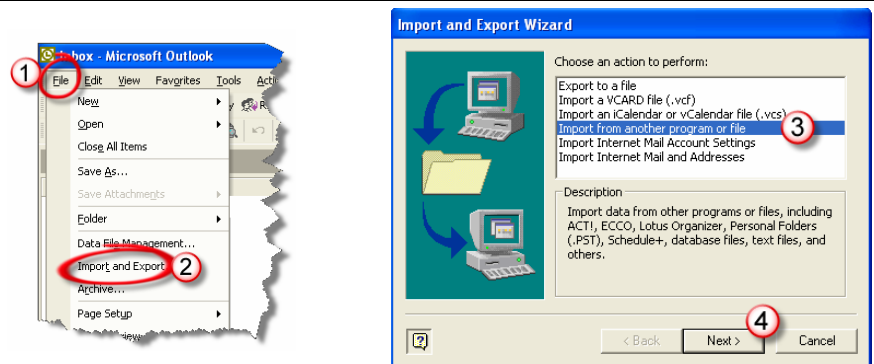 Inbox - Microsoft Outlook
1
File Edit View Favorites Tools
New
Open
Close All Items
Save As...
Save Attachments
Folder
Data File Management...
Import and Export
2
Archive...
Page Setup
Import and Export Wizard
Choose an action to perform:
Export to a file
Import a VCARD file (.vcf)
Import an iCalendar or vCalendar file (.vcs)
Import from another program or file
3
Import Internet Mail Account Settings
Import Internet Mail and Addresses
Description
Import data from other programs or files, including
ACT!, ECCO, Lotus Organizer, Personal Folders
(.PST), Schedule+, database files, text files, and
others.
4
?
< Back Next > Cancel